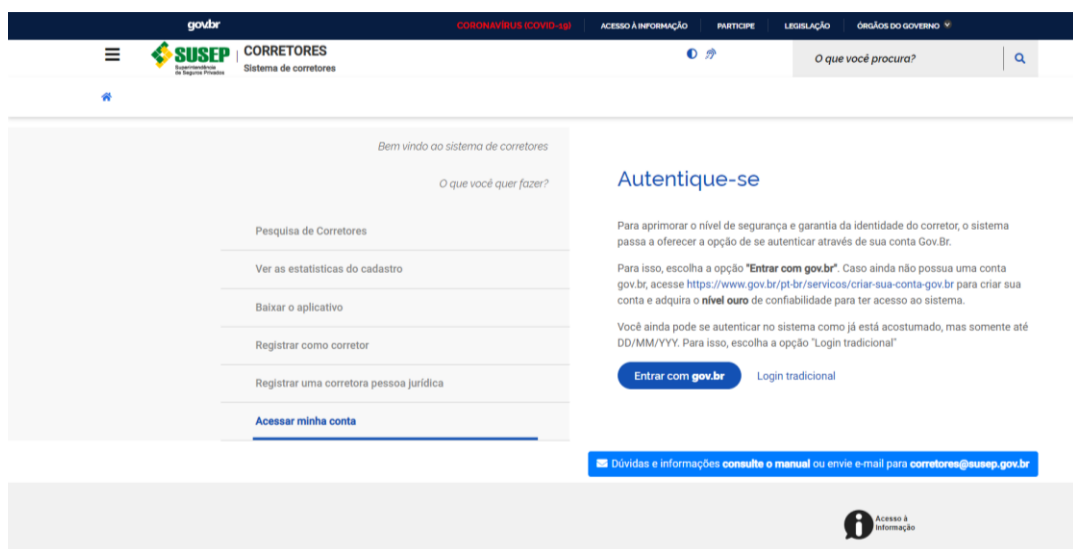 gov.br
CORONAVÍRUS (COVID-19)
ACESSO À INFORMAÇÃO
PARTICIPE
LEGISLAÇÃO
ÓRGÃOS DO GOVERNO
SUSEP
Superintendência
de Seguros Privados
CORRETORES
Sistema de corretores
O que você procura?
Bem vindo ao sistema de corretores
O que você quer fazer?
Pesquisa de Corretores
Ver as estatisticas do cadastro
Baixar o aplicativo
Registrar como corretor
Registrar uma corretora pessoa jurídica
Acessar minha conta
Autentique-se
Para aprimorar o nível de segurança e garantia da identidade do corretor, o sistema
passa a oferecer a opção de se autenticar através de sua conta Gov.Br.
Para isso, escolha a opção "Entrar com gov.br". Caso ainda não possua uma conta
gov.br, acesse https://www.gov.br/pt-br/servicos/criar-sua-conta-gov.br para criar sua
conta e adquira o nível ouro de confiabilidade para ter acesso ao sistema.
Você ainda pode se autenticar no sistema como já está acostumado, mas somente até
DD/MM/YYY. Para isso, escolha a opção "Login tradicional"
Entrar com gov.br
Login tradicional
Dúvidas e informações consulte o manual ou envie e-mail para corretores@susep.gov.br
Acesso à
Informação